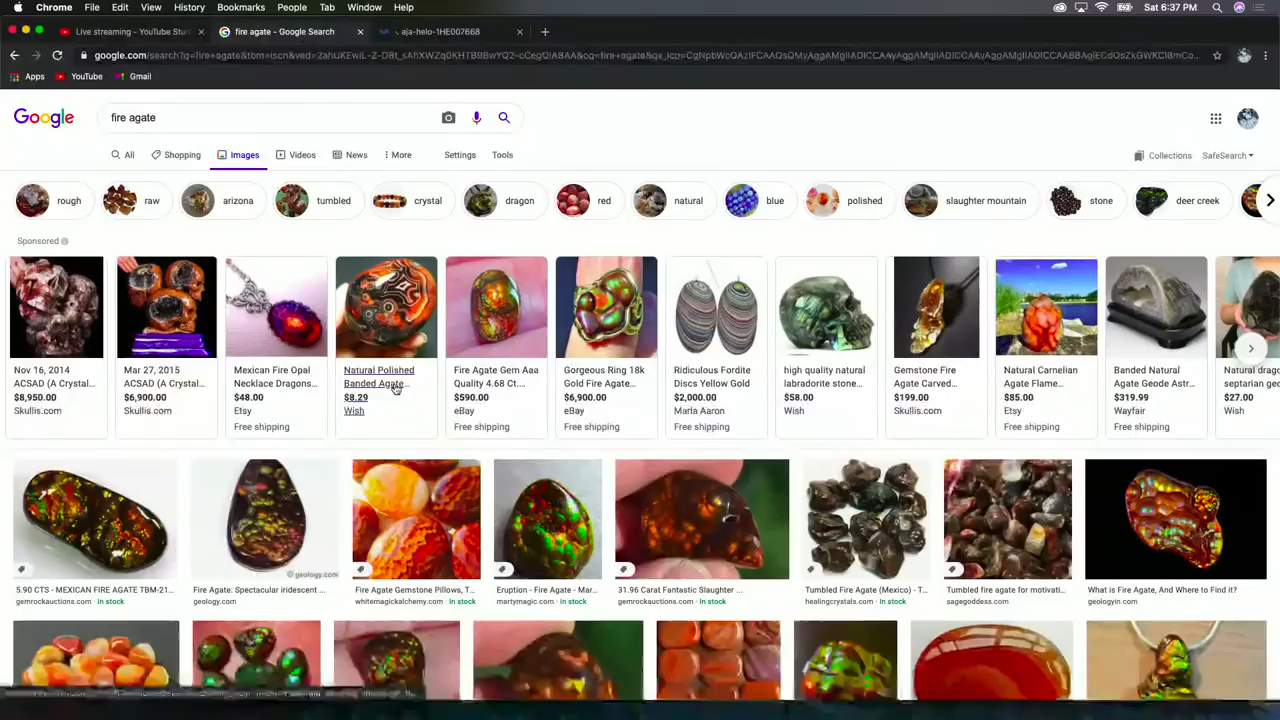 Chrome File Edit View History Bookmarks People Tab Window Help Sat 6:37 PM
Live streaming - YouTube Stu fire agate - Google Search aja-helo-1HE007668
Apps YouTube Gmail
Google fire agate
All Shopping Images Videos News More Settings Tools Collections SafeSearch
rough raw arizona tumbled crystal dragon red natural blue polished slaughter mountain stone deer creek
Sponsored
Nov 16, 2014
ACSAD (A Crystal...
$8,950.00
Skullis.com
Mar 27, 2015
ACSAD (A Crystal...
$6,900.00
Skullis.com
Mexican Fire Opal
Necklace Dragons...
$48.00
Etsy
Free shipping
Natural Polished
Banded Agate...
$8.29
Wish
Fire Agate Gem Aaa
Quality 4.68 Ct....
$590.00
eBay
Free shipping
Gorgeous Ring 18k
Gold Fire Agate...
$6,900.00
eBay
Free shipping
Ridiculous Fordite
Discs Yellow Gold
$2,000.00
Marla Aaron
Free shipping
high quality natural
labradorite stone...
$58.00
Wish
Gemstone Fire
Agate Carved...
$199.00
Skullis.com
Natural Carnelian
Agate Flame...
$85.00
Etsy
Free shipping
Banded Natural
Agate Geode Astr...
$319.99
Wayfair
Free shipping
Natural drag
septarian ge
$27.00
Wish
© geology.com
5.90 CTS - MEXICAN FIRE AGATE TBM-21...
gemrockauctions.com · In stock
Fire Agate: Spectacular iridescent ...
geology.com
Fire Agate Gemstone Pillows, T...
whitemagickalchemy.com · In stock
Eruption - Fire Agate - Mar...
martymagic.com · In stock
31.96 Carat Fantastic Slaughter ...
gemrockauctions.com · In stock
Tumbled Fire Agate (Mexico) - T...
healingcrystals.com · In stock
Tumbled fire agate for motivati...
sagegoddess.com
What is Fire Agate, And Where to Find it?
geologyin.com